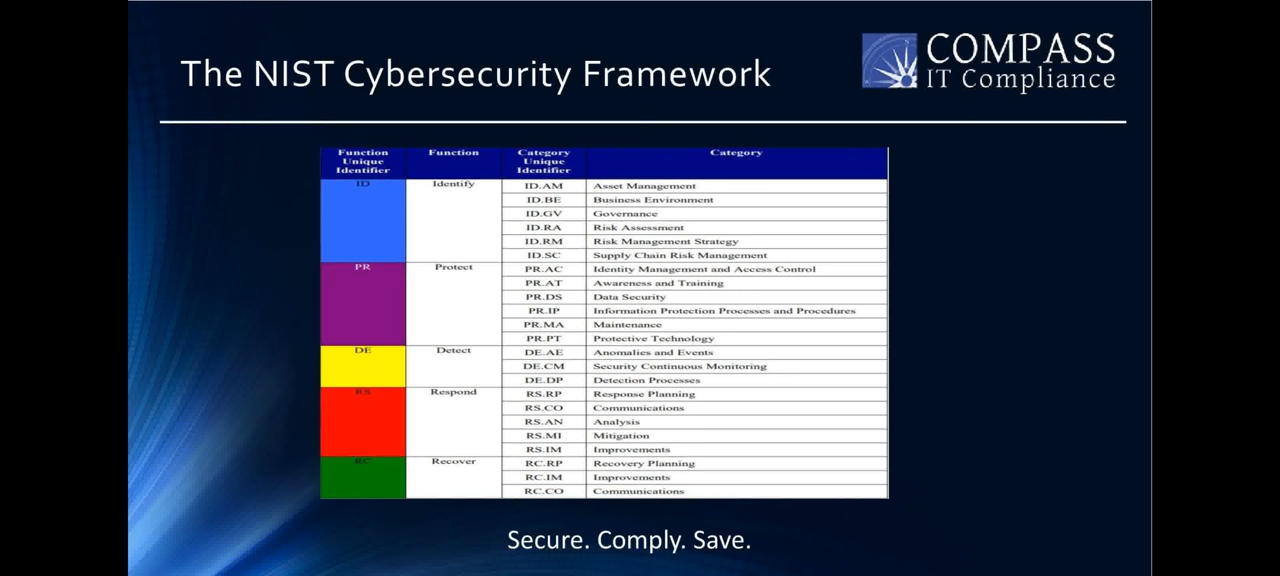 The NIST Cybersecurity Framework
COMPASS
IT Compliance
Function Unique Identifier Function Category Unique Identifier Category
ID Identify ID.AM Asset Management
ID.BE Business Environment
ID.GV Governance
ID.RA Risk Assessment
ID.RM Risk Management Strategy
ID.SC Supply Chain Risk Management
PR Protect PR.AC Identity Management and Access Control
PR.AT Awareness and Training
PR.DS Data Security
PR.IP Information Protection Processes and Procedures
PR.MA Maintenance
PR.PT Protective Technology
DE Detect DE.AE Anomalies and Events
DE.CM Security Continuous Monitoring
DE.DP Detection Processes
RS Respond RS.RP Response Planning
RS.CO Communications
RS.AN Analysis
RS.MI Mitigation
RS.IM Improvements
RC Recover RC.RP Recovery Planning
RC.IM Improvements
RC.CO Communications
Secure. Comply. Save.